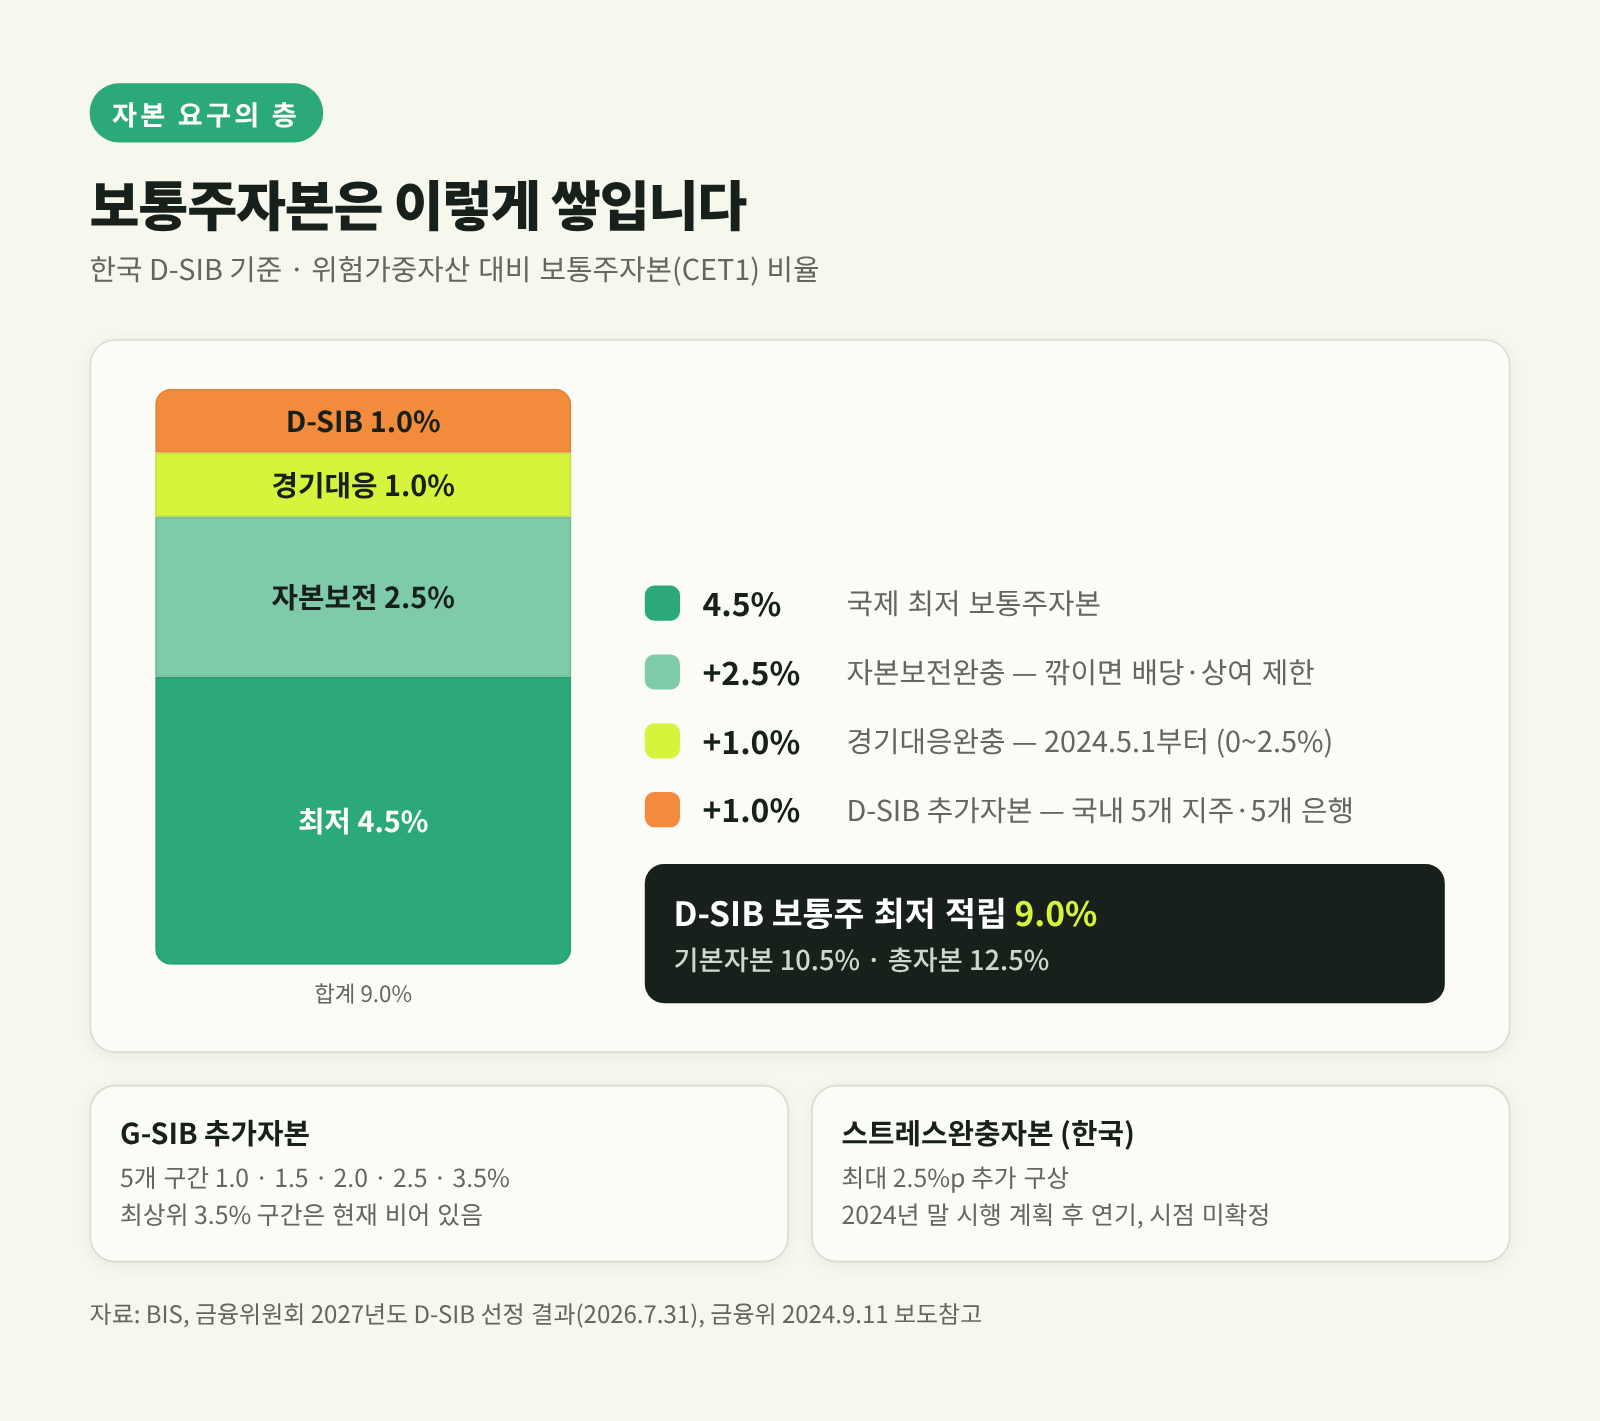 자본 요구의 층
보통주자본은 이렇게 쌓입니다
한국 D-SIB 기준 · 위험가중자산 대비 보통주자본(CET1) 비율
D-SIB 1.0%
경기대응 1.0%
자본보전 2.5%
최저 4.5%
합계 9.0%
4.5% 국제 최저 보통주자본
+2.5% 자본보전완충 — 깎이면 배당·상여 제한
+1.0% 경기대응완충 — 2024.5.1부터 (0~2.5%)
+1.0% D-SIB 추가자본 — 국내 5개 지주·5개 은행
D-SIB 보통주 최저 적립 9.0%
기본자본 10.5% · 총자본 12.5%
G-SIB 추가자본
5개 구간 1.0 · 1.5 · 2.0 · 2.5 · 3.5%
최상위 3.5% 구간은 현재 비어 있음
스트레스완충자본 (한국)
최대 2.5%p 추가 구상
2024년 말 시행 계획 후 연기, 시점 미확정
자료: BIS, 금융위원회 2027년도 D-SIB 선정 결과(2026.7.31), 금융위 2024.9.11 보도참고